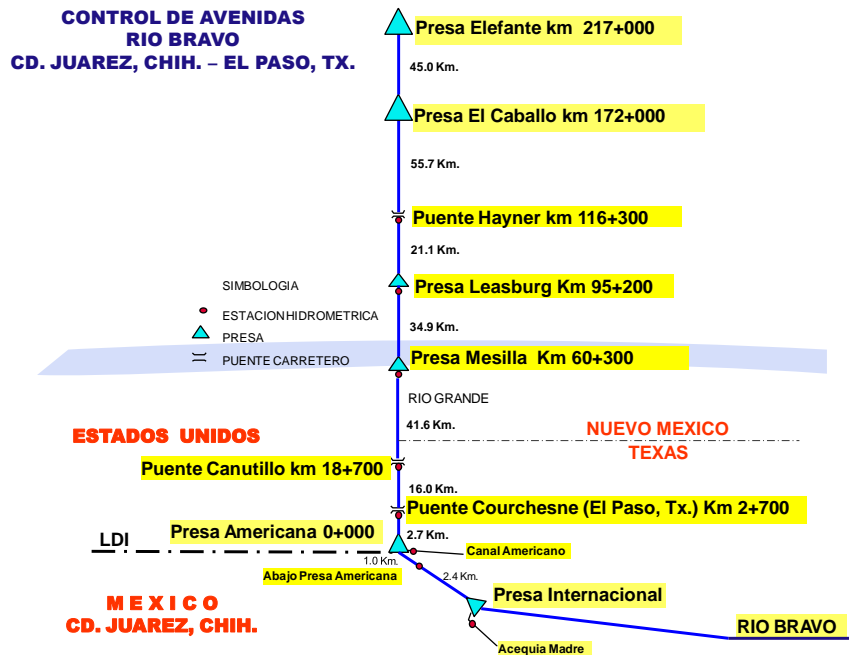 CONTROL DE AVENIDAS
RIO BRAVO
CD. JUAREZ, CHIH. – EL PASO, TX.
Presa Elefante km 217+000
45.0 Km.
Presa El Caballo km 172+000
55.7 Km.
Puente Hayner km 116+300
21.1 Km.
SIMBOLOGIA
Presa Leasburg Km 95+200
ESTACION HIDROMETRICA
34.9 Km.
PRESA
PUENTE CARRETERO
Presa Mesilla Km 60+300
RIO GRANDE
41.6 Km.
ESTADOS UNIDOS
NUEVO MEXICO
TEXAS
Puente Canutillo km 18+700
16.0 Km.
Puente Courchesne (El Paso, Tx.) Km 2+700
Presa Americana 0+000
2.7 Km.
LDI
Canal Americano
1.0 Km.
Abajo Presa Americana
2.4 Km.
Presa Internacional
M E X I C O
CD. JUAREZ, CHIH.
RIO BRAVO
Acequia Madre